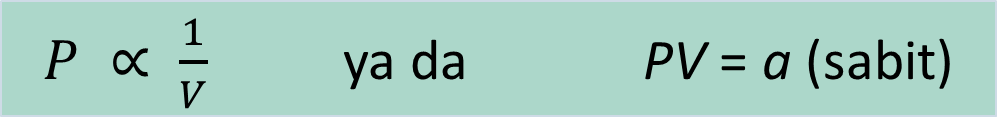 P ∝ 1/V ya da PV = a (sabit)